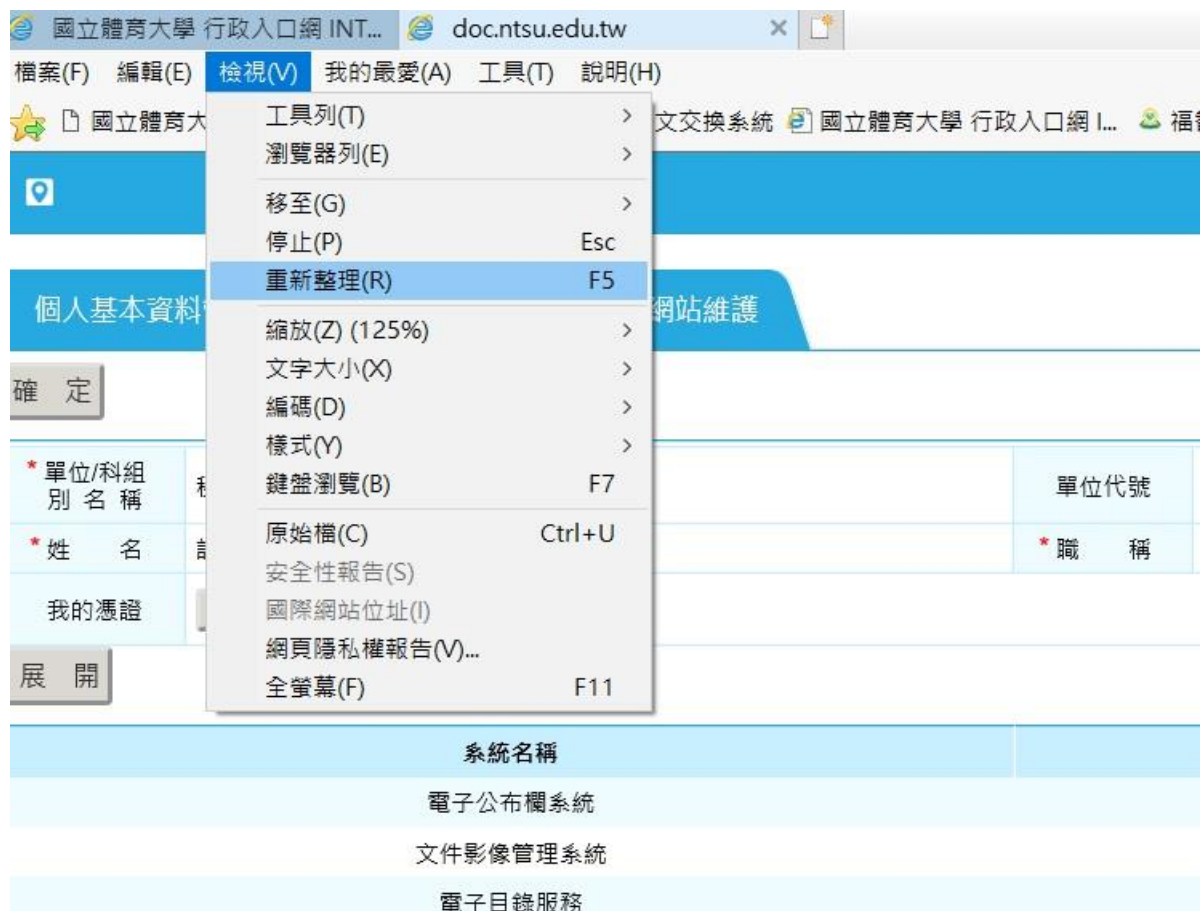 國立體育大學 行政入口網 INT... doc.ntsu.edu.tw
檔案(F) 編輯(E) 檢視(V) 我的最愛(A) 工具(T) 說明(H)
國立體育大 文交換系統 國立體育大學 行政入口網 I... 福
工具列(T)
瀏覽器列(E)
移至(G)
停止(P) Esc
重新整理(R) F5
縮放(Z) (125%)
文字大小(X)
編碼(D)
樣式(Y)
鍵盤瀏覽(B) F7
原始檔(C) Ctrl+U
安全性報告(S)
國際網站位址(I)
網頁隱私權報告(V)...
全螢幕(F) F11
個人基本資料 網站維護
確 定
*單位/科組
別 名 稱
單位代號
*姓 名
*職 稱
我的憑證
展 開
系統名稱
電子公布欄系統
文件影像管理系統
電子目錄服務